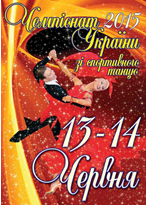 Чемпіонат 2015
України
зі спортивного
танцю
13-14
Червня